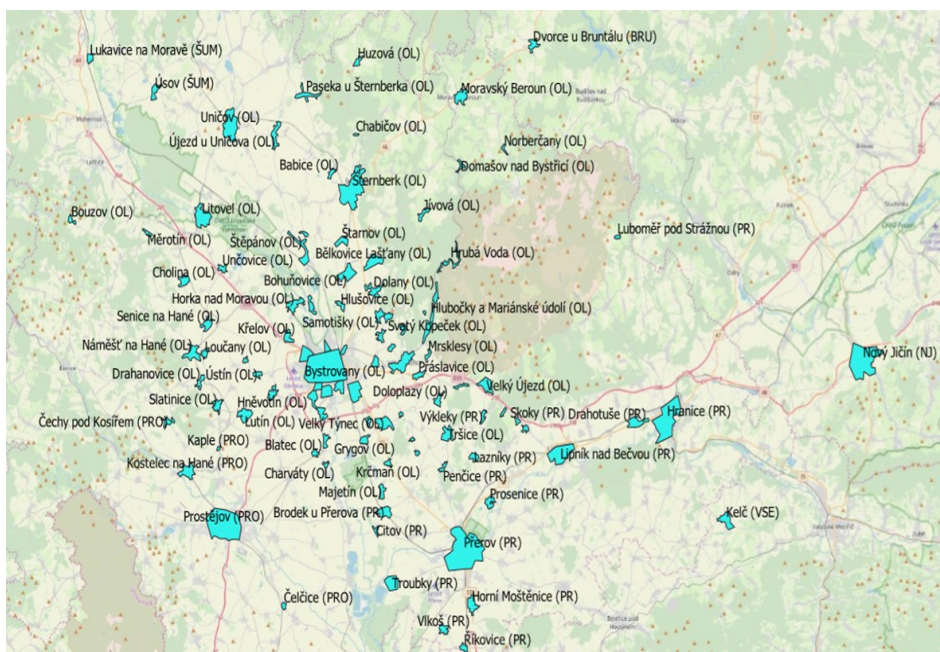 Dvorce u Bruntálu (BRU)
Lukavice na Moravě (ŠUM)
Huzová (OL)
Úsov (ŠUM)
Paseka u Šternberka (OL)
Moravský Beroun (OL)
Uničov (OL)
Chabičov (OL)
Újezd u Uničova (OL)
Norberčany (OL)
Babice (OL)
Domašov nad Bystřicí (OL)
Šternberk (OL)
Bouzov (OL)
Litovel (OL)
Jívová (OL)
Luboměř pod Strážnou (PR)
Měrotín (OL)
Štěpánov (OL)
Štarnov (OL)
Hrubá Voda (OL)
Unčovice (OL)
Bělkovice Lašťany (OL)
Cholina (OL)
Bohuňovice (OL)
Dolany (OL)
Horka nad Moravou (OL)
Hlušovice (OL)
Hlubočky a Mariánské údolí (OL)
Senice na Hané (OL)
Samotišky (OL)
Svatý Kopeček (OL)
Křelov (OL)
Náměšť na Hané (OL)
Loučany (OL)
Mrsklesy (OL)
Nový Jičín (NJ)
Drahanovice (OL)
Ústín (OL)
Bystrovany (OL)
Přáslavice (OL)
Slatinice (OL)
Hněvotín (OL)
Doloplazy (OL)
Velký Újezd (OL)
Čechy pod Kosířem (PRO)
Lutín (OL)
Velký Týnec (OL)
Výkleky (PR)
Skoky (PR)
Drahotuše (PR)
Hranice (PR)
Kaple (PRO)
Blatec (OL)
Grygov (OL)
Tršice (OL)
Kostelec na Hané (PRO)
Charváty (OL)
Krčmaň (OL)
Lazníky (PR)
Lipník nad Bečvou (PR)
Penčice (PR)
Majetín (OL)
Prosenice (PR)
Prostějov (PRO)
Brodek u Přerova (PR)
Kelč (VSE)
Citov (PR)
Přerov (PR)
Troubky (PR)
Čelčice (PRO)
Horní Moštěnice (PR)
Vlkoš (PR)
Říkovice (PR)